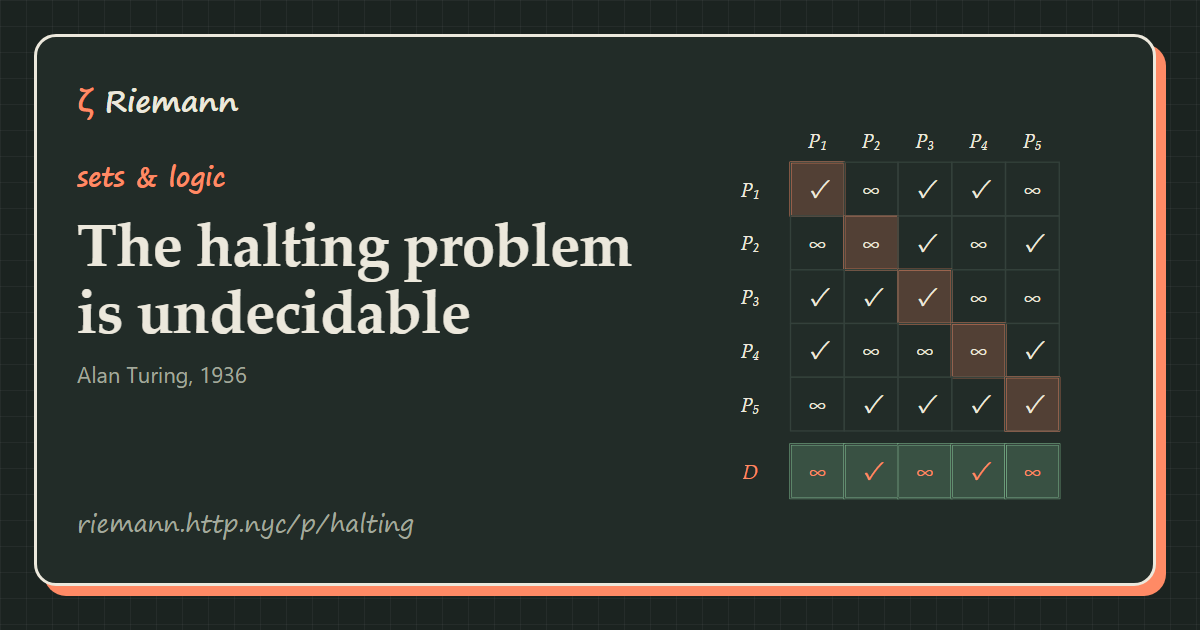 ζ Riemann
sets & logic
The halting problem
is undecidable
Alan Turing, 1936
riemann.http.nyc/p/halting
P₁ P₂ P₃ P₄ P₅
P₁ ✓ ∞ ✓ ✓ ∞
P₂ ∞ ∞ ✓ ∞ ✓
P₃ ✓ ✓ ✓ ∞ ∞
P₄ ✓ ∞ ∞ ∞ ✓
P₅ ∞ ✓ ✓ ✓ ✓
D ∞ ✓ ∞ ✓ ∞